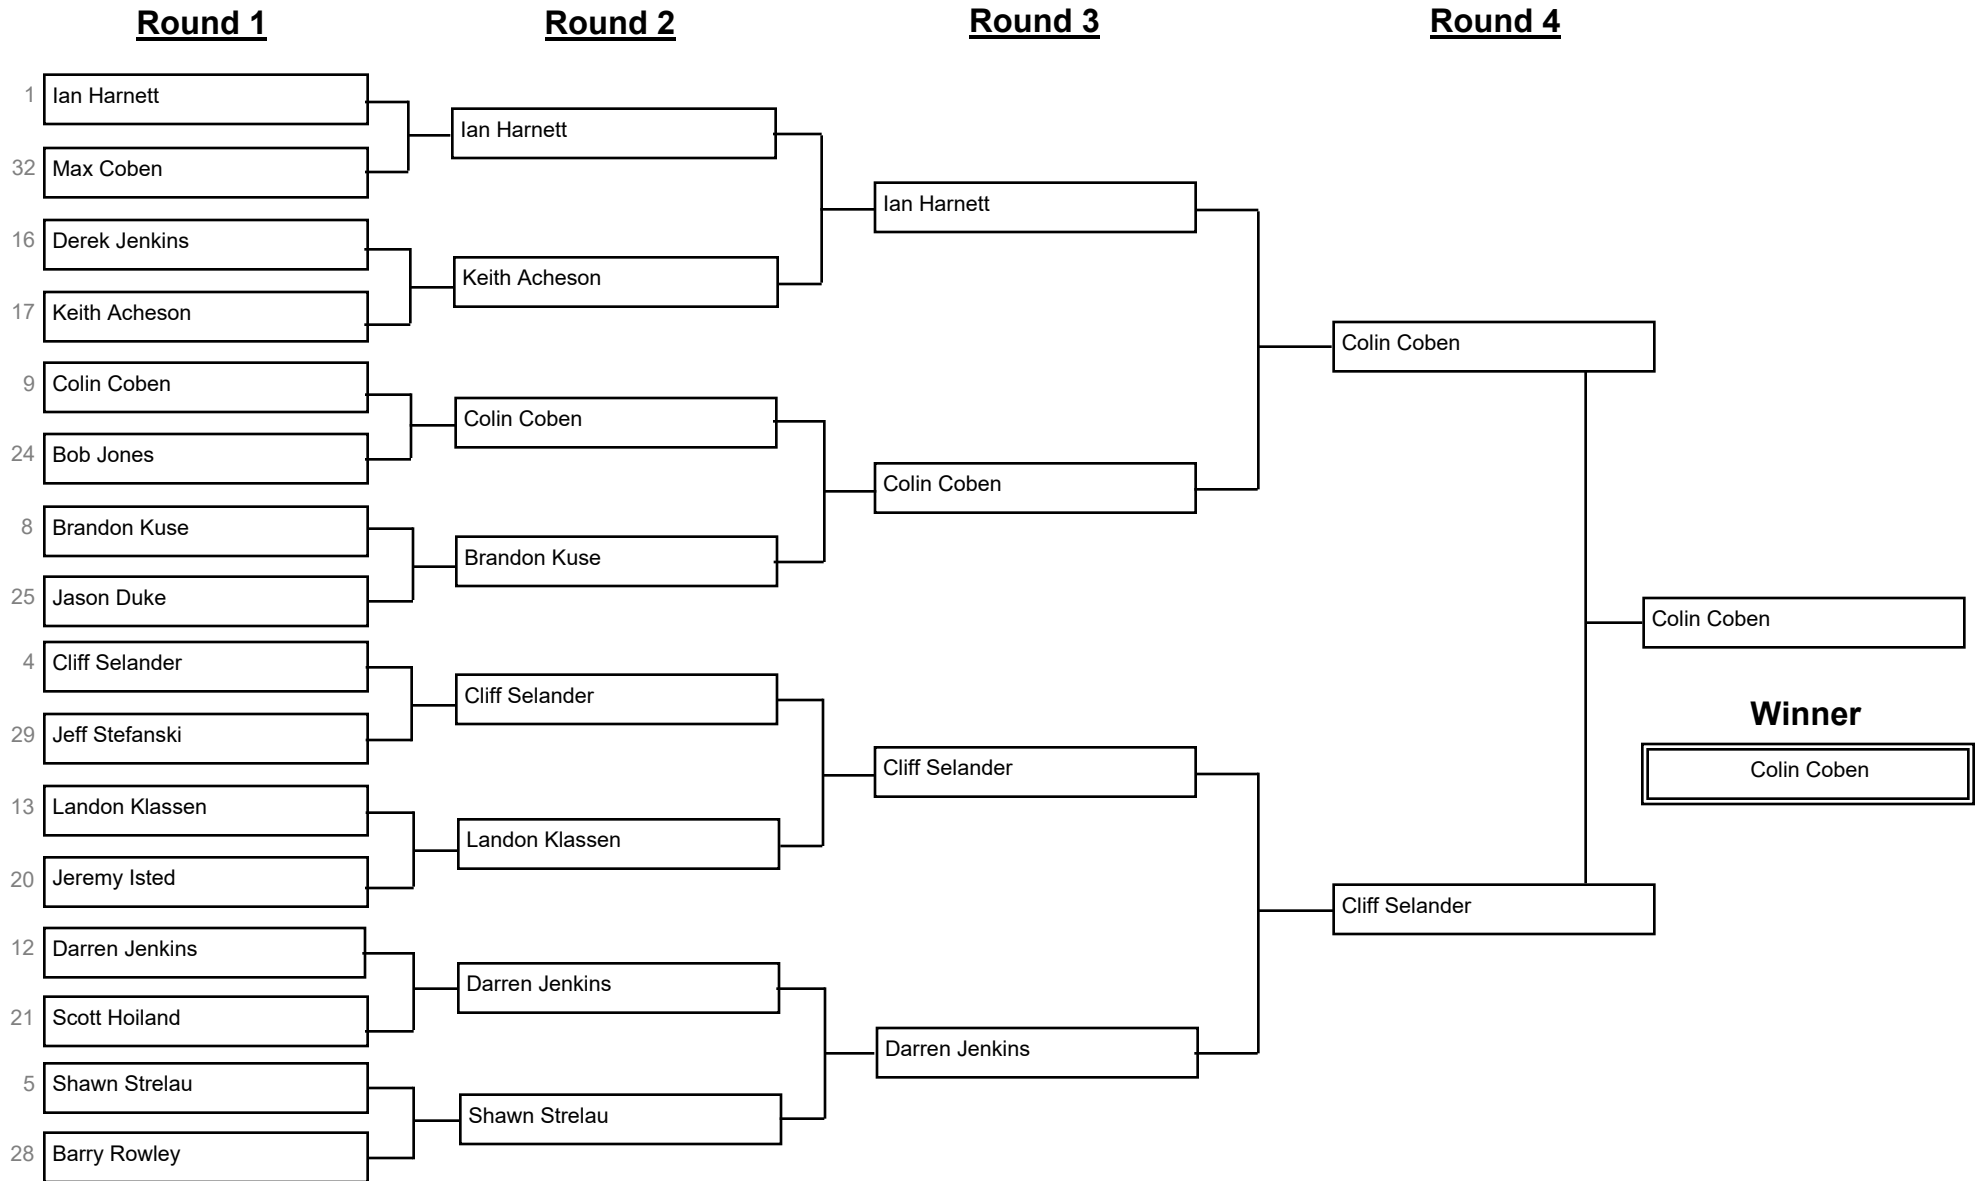 Round 1
Round 2
Round 3
Round 4
1 Ian Harnett
32 Max Coben
16 Derek Jenkins
17 Keith Acheson
9 Colin Coben
24 Bob Jones
8 Brandon Kuse
25 Jason Duke
4 Cliff Selander
29 Jeff Stefanski
13 Landon Klassen
20 Jeremy Isted
12 Darren Jenkins
21 Scott Hoiland
5 Shawn Strelau
28 Barry Rowley
Ian Harnett
Keith Acheson
Colin Coben
Brandon Kuse
Cliff Selander
Landon Klassen
Darren Jenkins
Shawn Strelau
Ian Harnett
Colin Coben
Cliff Selander
Darren Jenkins
Colin Coben
Cliff Selander
Colin Coben
Winner
Colin Coben